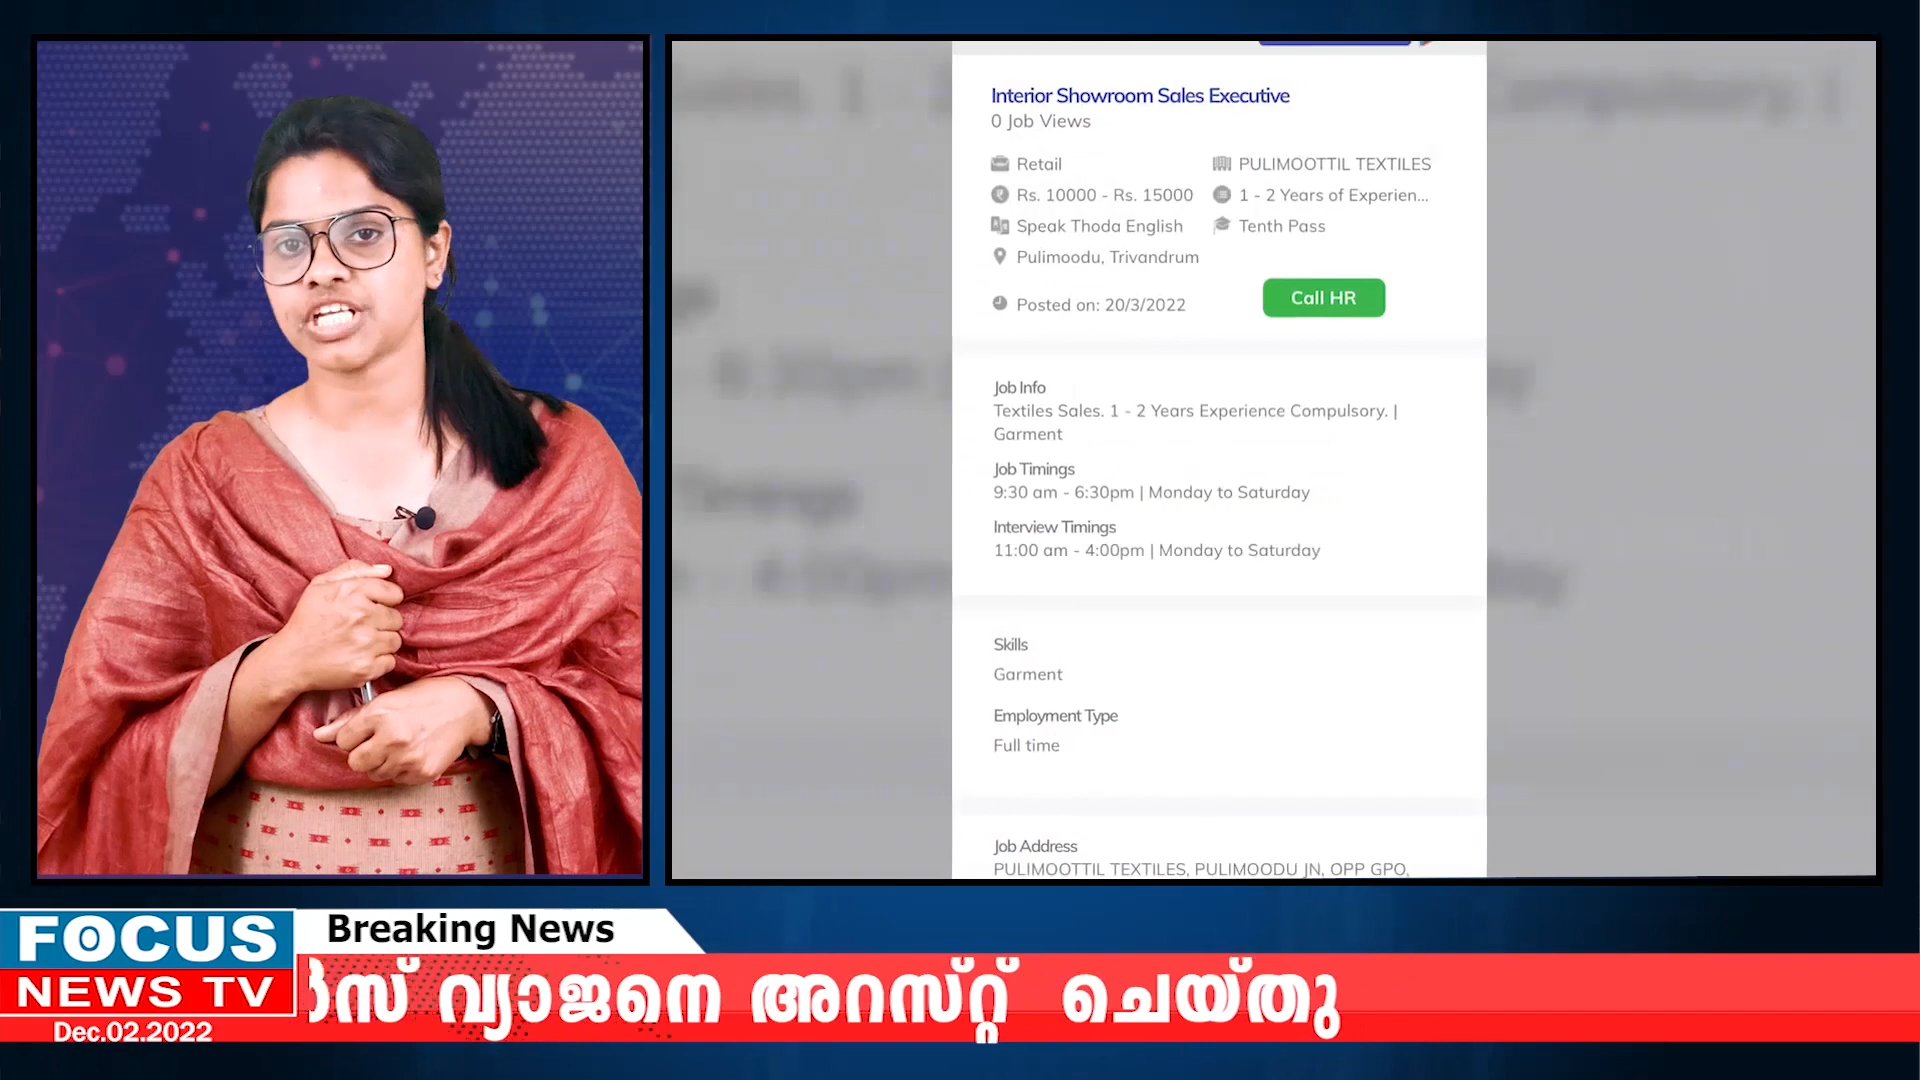 Interior Showroom Sales Executive
0 Job Views
Retail
PULIMOOTTIL TEXTILES
Rs. 10000 - Rs. 15000
1 - 2 Years of Experien...
Speak Thoda English
Tenth Pass
Pulimoodu, Trivandrum
Posted on: 20/3/2022
Call HR
Job Info
Textiles Sales. 1 - 2 Years Experience Compulsory. |
Garment
Job Timings
9:30 am - 6:30pm | Monday to Saturday
Interview Timings
11:00 am - 4:00pm | Monday to Saturday
Skills
Garment
Employment Type
Full time
Job Address
PULIMOOTTIL TEXTILES, PULIMOODU JN, OPP GPO,
FOCUS
NEWS TV
Dec.02.2022
Breaking News
വ്യാജനെ അറസ്റ്റ് ചെയ്തു